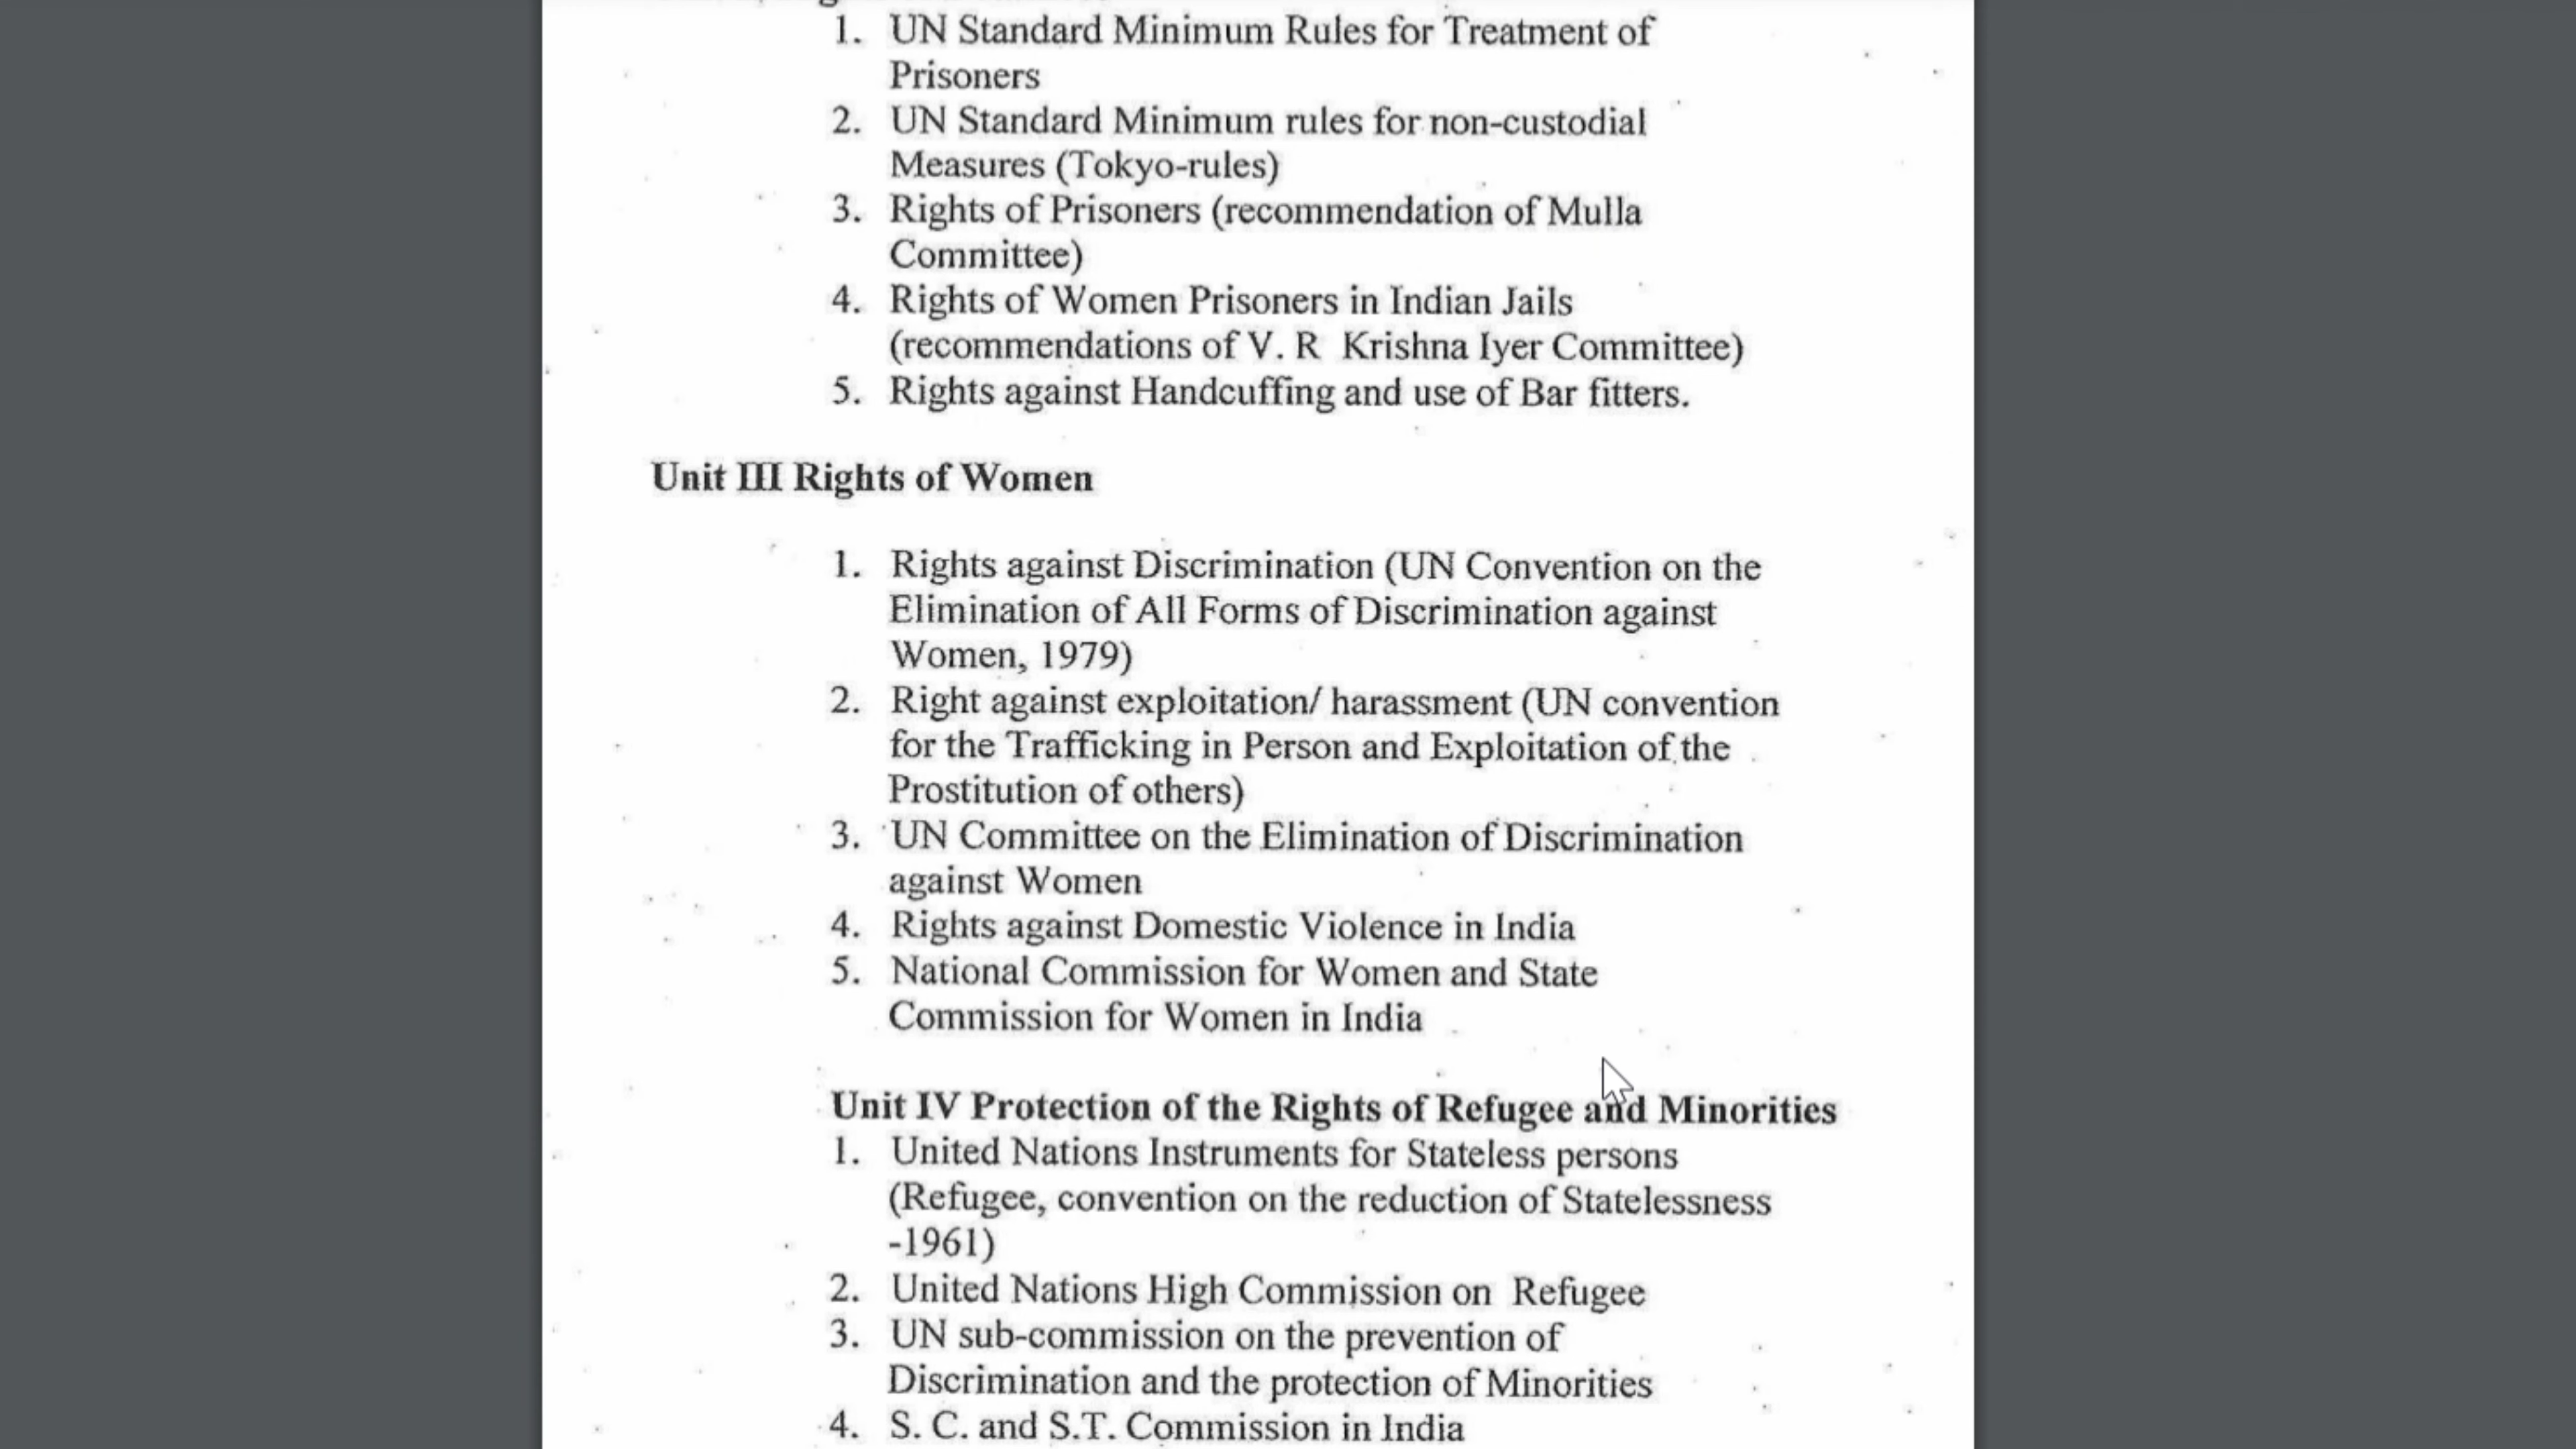 1. UN Standard Minimum Rules for Treatment of
Prisoners
2. UN Standard Minimum rules for non-custodial
Measures (Tokyo-rules)
3. Rights of Prisoners (recommendation of Mulla
Committee)
4. Rights of Women Prisoners in Indian Jails
(recommendations of V. R Krishna Iyer Committee)
5. Rights against Handcuffing and use of Bar fitters.
Unit III Rights of Women
1. Rights against Discrimination (UN Convention on the
Elimination of All Forms of Discrimination against
Women, 1979)
2. Right against exploitation/ harassment (UN convention
for the Trafficking in Person and Exploitation of the
Prostitution of others)
3. UN Committee on the Elimination of Discrimination
against Women
4. Rights against Domestic Violence in India
5. National Commission for Women and State
Commission for Women in India
Unit IV Protection of the Rights of Refugee and Minorities
1. United Nations Instruments for Stateless persons
(Refugee, convention on the reduction of Statelessness
-1961)
2. United Nations High Commission on Refugee
3. UN sub-commission on the prevention of
Discrimination and the protection of Minorities
4. S. C. and S.T. Commission in India